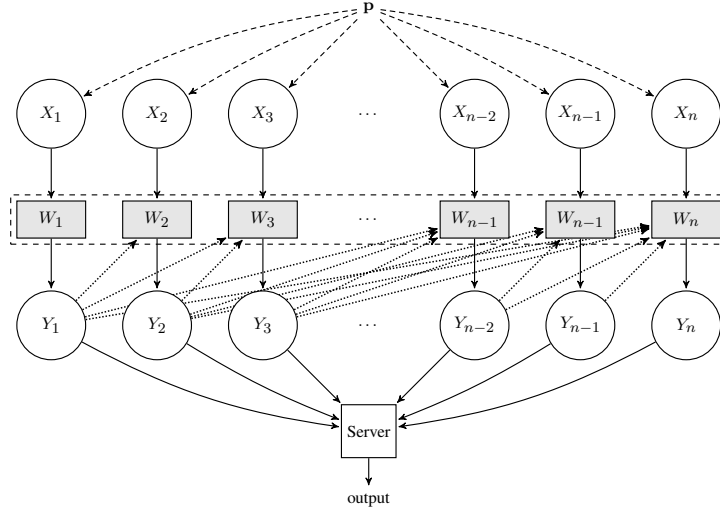 p
X₁ X₂ X₃ ... Xₙ₋₂ Xₙ₋₁ Xₙ
W₁ W₂ W₃ ... Wₙ₋₁ Wₙ₋₁ Wₙ
Y₁ Y₂ Y₃ ... Yₙ₋₂ Yₙ₋₁ Yₙ
Server
output